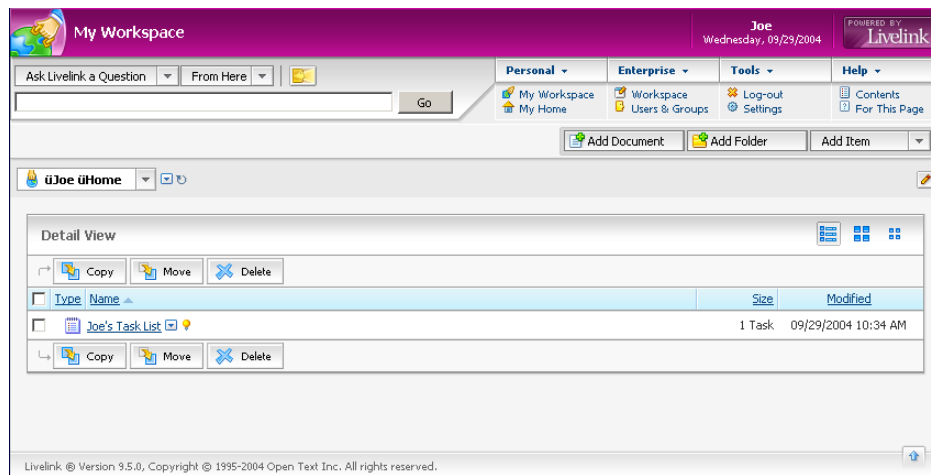 My Workspace
Joe
Wednesday, 09/29/2004
POWERED BY
Livelink
Ask Livelink a Question From Here
Go
Personal Enterprise Tools Help
My Workspace Workspace Log-out Contents
My Home Users & Groups Settings For This Page
Add Document Add Folder Add Item
üJoe üHome
Detail View
Copy Move Delete
Type Name Size Modified
Joe's Task List 1 Task 09/29/2004 10:34 AM
Copy Move Delete
Livelink ® Version 9.5.0, Copyright © 1995-2004 Open Text Inc. All rights reserved.